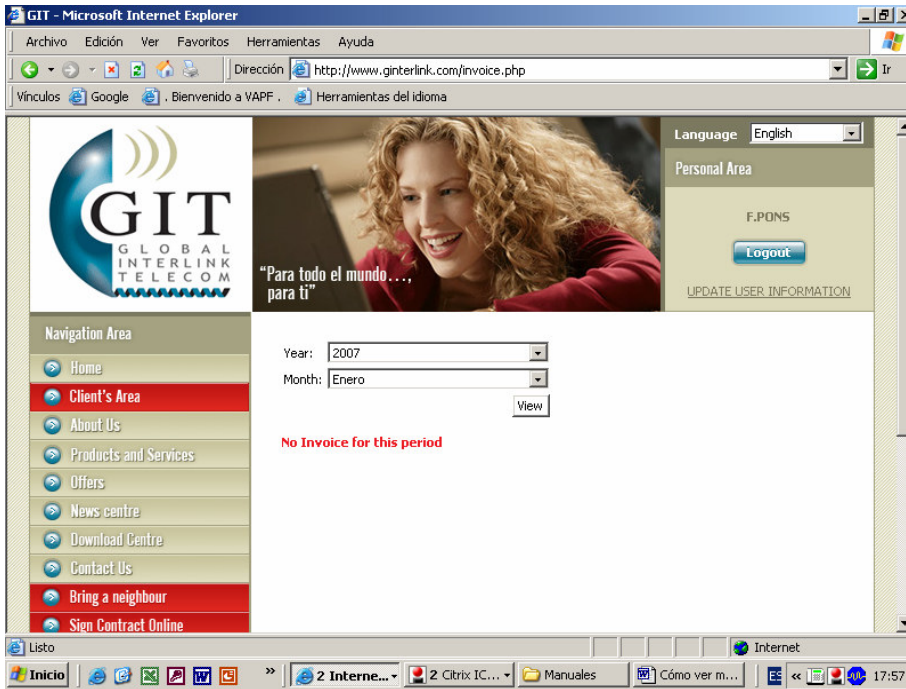 GIT - Microsoft Internet Explorer
Archivo Edición Ver Favoritos Herramientas Ayuda
Dirección http://www.ginterlink.com/invoice.php Ir
Vínculos Google . Bienvenido a VAPF . Herramientas del idioma
GIT
GLOBAL
INTERLINK
TELECOM
“Para todo el mundo...,
para ti”
Language English
Personal Area
F.PONS
Logout
UPDATE USER INFORMATION
Navigation Area
Home
Client's Area
About Us
Products and Services
Offers
News centre
Download Centre
Contact Us
Bring a neighbour
Sign Contract Online
Year: 2007
Month: Enero
View
No Invoice for this period
Listo Internet
Inicio » 2 Interne... 2 Citrix IC... Manuales Cómo ver m... ES « 17:57